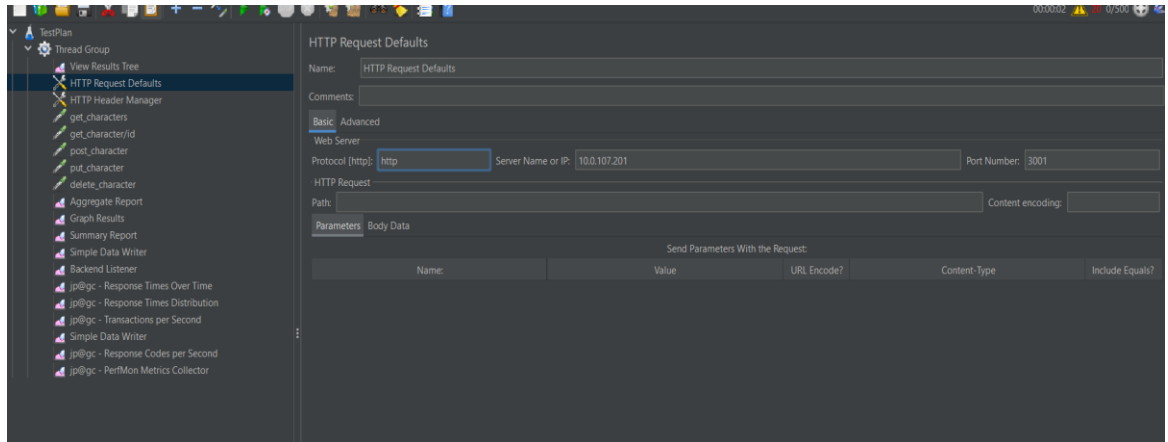 00:00:02 20 0/500
TestPlan
Thread Group
View Results Tree
HTTP Request Defaults
HTTP Header Manager
get_characters
get_character/id
post_character
put_character
delete_character
Aggregate Report
Graph Results
Summary Report
Simple Data Writer
Backend Listener
jp@gc - Response Times Over Time
jp@gc - Response Times Distribution
jp@gc - Transactions per Second
Simple Data Writer
jp@gc - Response Codes per Second
jp@gc - PerfMon Metrics Collector
HTTP Request Defaults
Name: HTTP Request Defaults
Comments:
Basic Advanced
Web Server
Protocol [http]: http Server Name or IP: 10.0.107.201 Port Number: 3001
HTTP Request
Path: Content encoding:
Parameters Body Data
Send Parameters With the Request:
Name: Value URL Encode? Content-Type Include Equals?